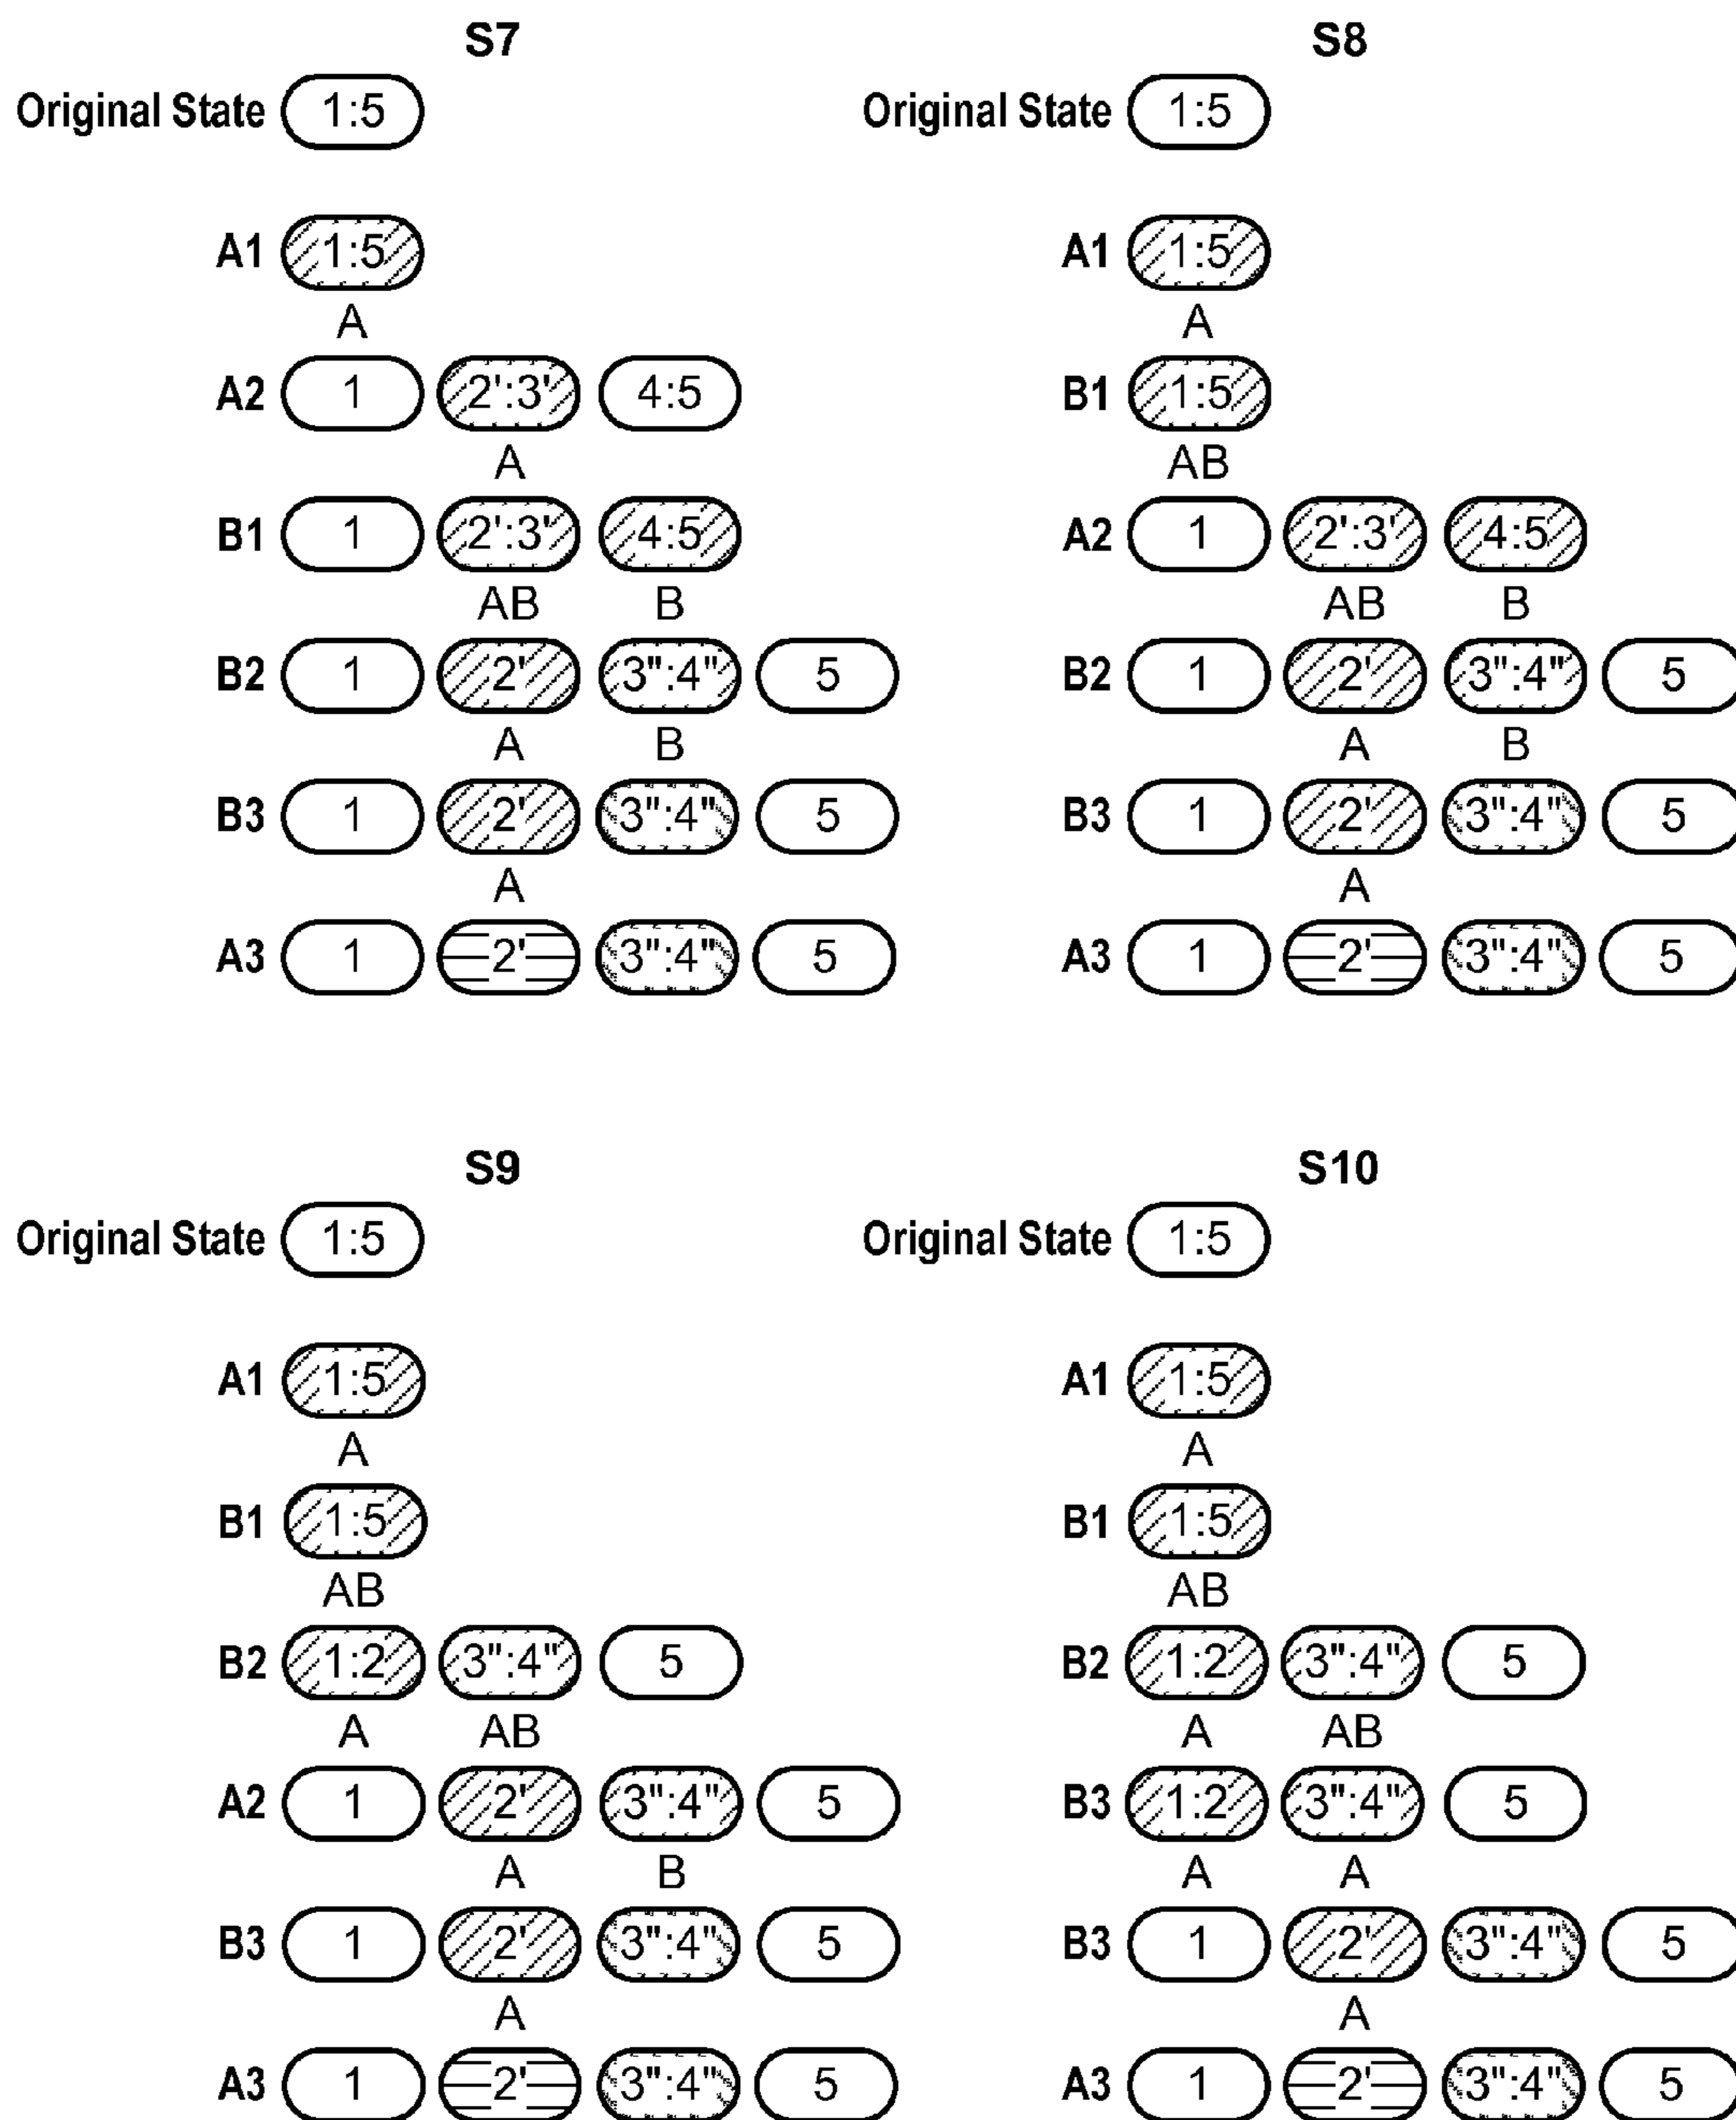 S7
Original State 1:5
A1 1:5
A
A2 1 2':3' 4:5
A
B1 1 2':3' 4:5
AB B
B2 1 2' 3":4" 5
A B
B3 1 2' 3":4" 5
A
A3 1 2' 3":4" 5
S8
Original State 1:5
A1 1:5
A
B1 1:5
AB
A2 1 2':3' 4:5
AB B
B2 1 2' 3":4" 5
A B
B3 1 2' 3":4" 5
A
A3 1 2' 3":4" 5
S9
Original State 1:5
A1 1:5
A
B1 1:5
AB
B2 1:2 3":4" 5
A AB
A2 1 2' 3":4" 5
A B
B3 1 2' 3":4" 5
A
A3 1 2' 3":4" 5
S10
Original State 1:5
A1 1:5
A
B1 1:5
AB
B2 1:2 3":4" 5
A AB
B3 1:2 3":4" 5
A A
B3 1 2' 3":4" 5
A
A3 1 2' 3":4" 5